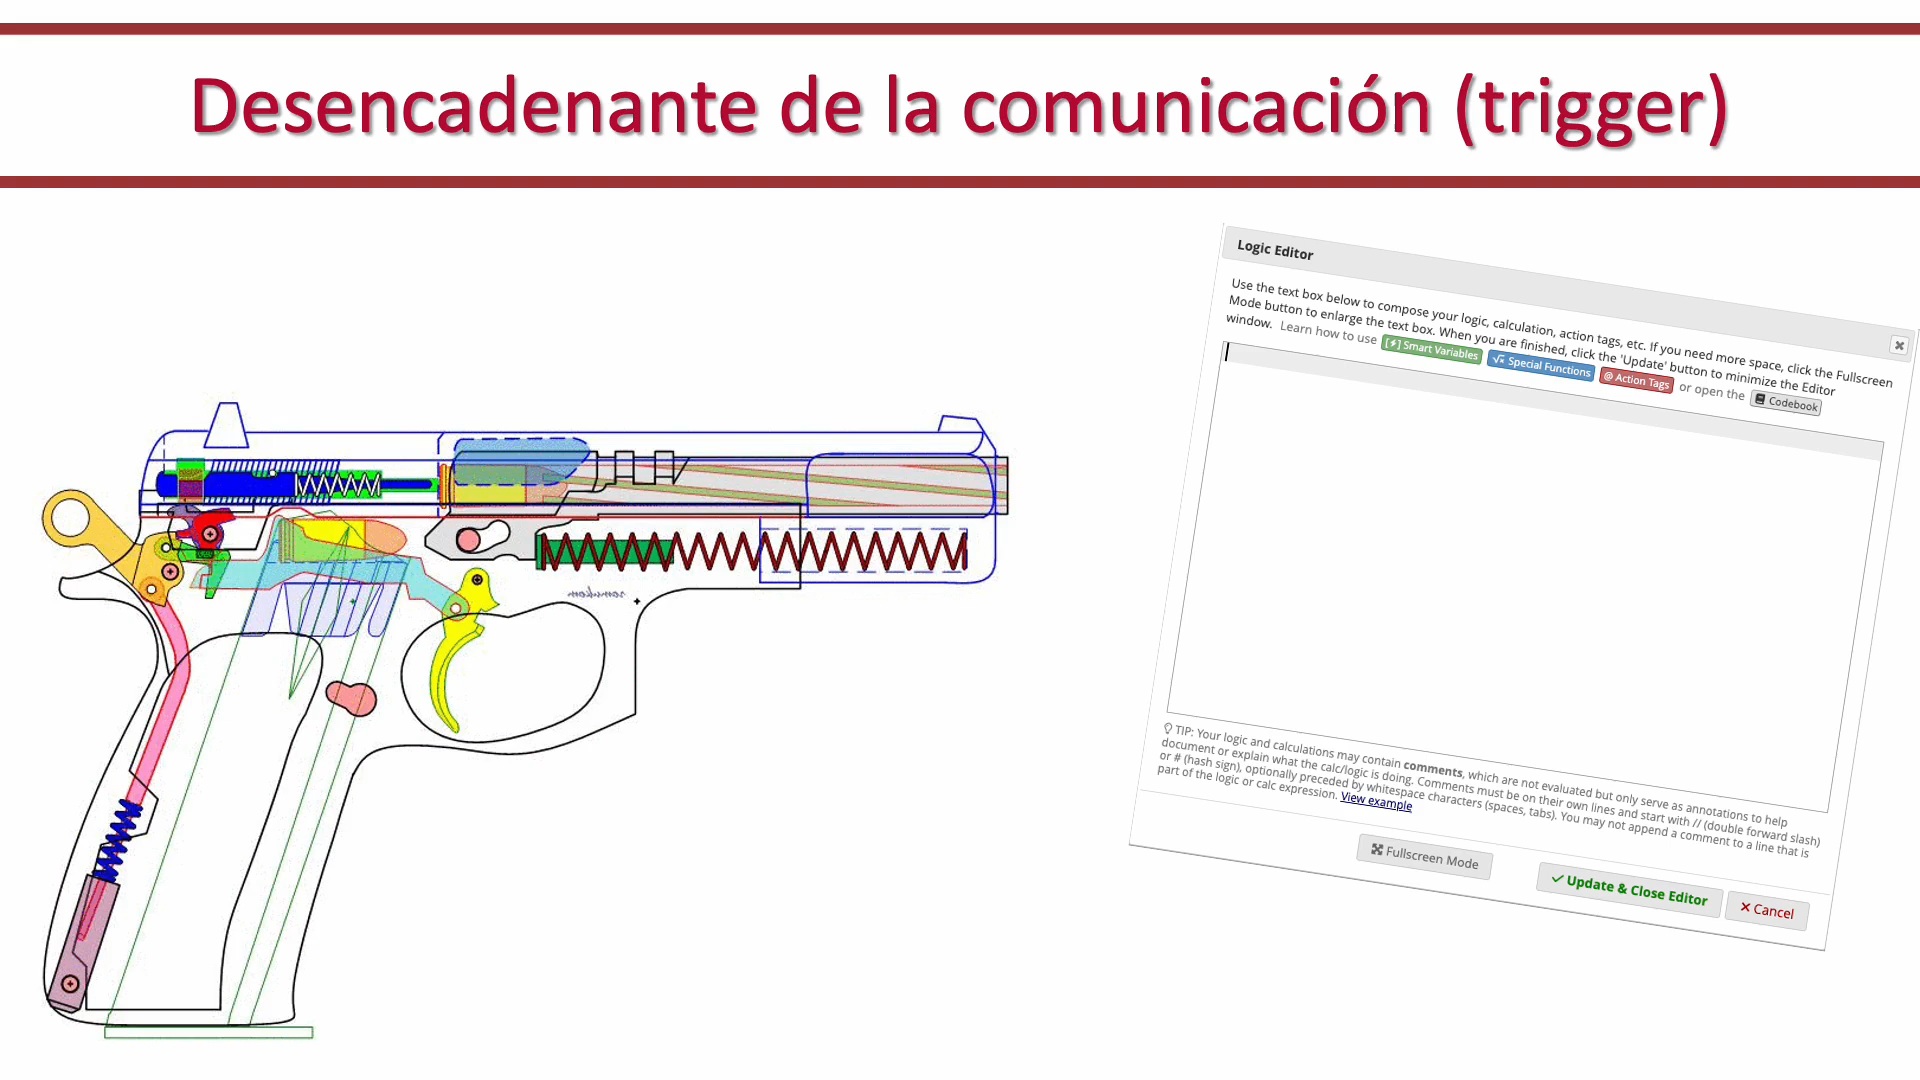 Desencadenante de la comunicación (trigger)
Logic Editor
Use the text box below to compose your logic, calculation, action tags, etc. If you need more space, click the Fullscreen
Mode button to enlarge the text box. When you are finished, click the 'Update' button to minimize the Editor
window. Learn how to use [⚡] Smart Variables √x Special Functions @ Action Tags or open the Codebook
TIP: Your logic and calculations may contain comments, which are not evaluated but only serve as annotations to help
document or explain what the calc/logic is doing. Comments must be on their own lines and start with // (double forward slash)
or # (hash sign), optionally preceded by whitespace characters (spaces, tabs). You may not append a comment to a line that is
part of the logic or calc expression. View example
Fullscreen Mode
Update & Close Editor
Cancel